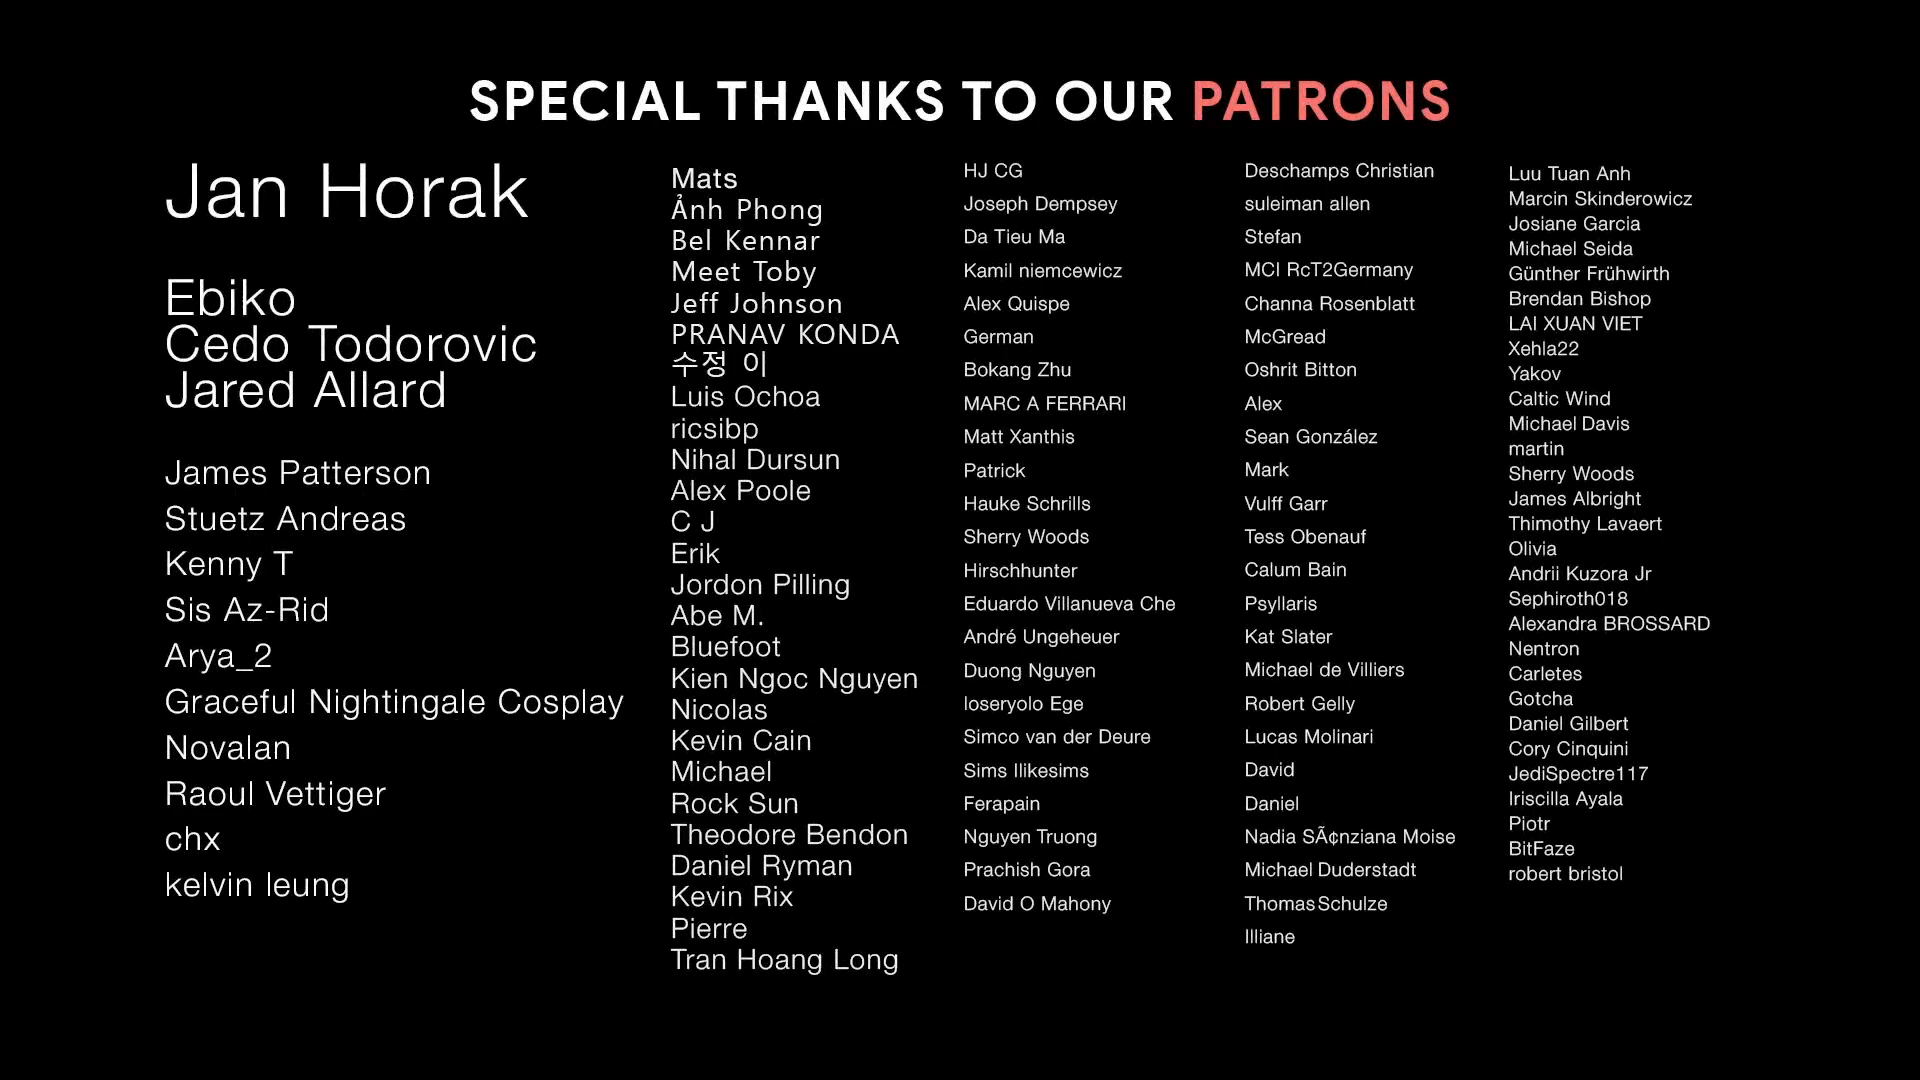 SPECIAL THANKS TO OUR PATRONS
Jan Horak
Ebiko
Cedo Todorovic
Jared Allard
James Patterson
Stuetz Andreas
Kenny T
Sis Az-Rid
Arya_2
Graceful Nightingale Cosplay
Novalan
Raoul Vettiger
chx
kelvin leung
Mats
Ảnh Phong
Bel Kennar
Meet Toby
Jeff Johnson
PRANAV KONDA
수정 이
Luis Ochoa
ricsibp
Nihal Dursun
Alex Poole
C J
Erik
Jordon Pilling
Abe M.
Bluefoot
Kien Ngoc Nguyen
Nicolas
Kevin Cain
Michael
Rock Sun
Theodore Bendon
Daniel Ryman
Kevin Rix
Pierre
Tran Hoang Long
HJ CG
Joseph Dempsey
Da Tieu Ma
Kamil niemcewicz
Alex Quispe
German
Bokang Zhu
MARC A FERRARI
Matt Xanthis
Patrick
Hauke Schrills
Sherry Woods
Hirschhunter
Eduardo Villanueva Che
André Ungeheuer
Duong Nguyen
loseryolo Ege
Simco van der Deure
Sims Ilikesims
Ferapain
Nguyen Truong
Prachish Gora
David O Mahony
Deschamps Christian
suleiman allen
Stefan
MCI RcT2Germany
Channa Rosenblatt
McGread
Oshrit Bitton
Alex
Sean González
Mark
Vulff Garr
Tess Obenauf
Calum Bain
Psyllaris
Kat Slater
Michael de Villiers
Robert Gelly
Lucas Molinari
David
Daniel
Nadia SÃ¢nziana Moise
Michael Duderstadt
Thomas Schulze
Illiane
Luu Tuan Anh
Marcin Skinderowicz
Josiane Garcia
Michael Seida
Günther Frühwirth
Brendan Bishop
LAI XUAN VIET
Xehla22
Yakov
Caltic Wind
Michael Davis
martin
Sherry Woods
James Albright
Thimothy Lavaert
Olivia
Andrii Kuzora Jr
Sephiroth018
Alexandra BROSSARD
Nentron
Carletes
Gotcha
Daniel Gilbert
Cory Cinquini
JediSpectre117
Iriscilla Ayala
Piotr
BitFaze
robert bristol